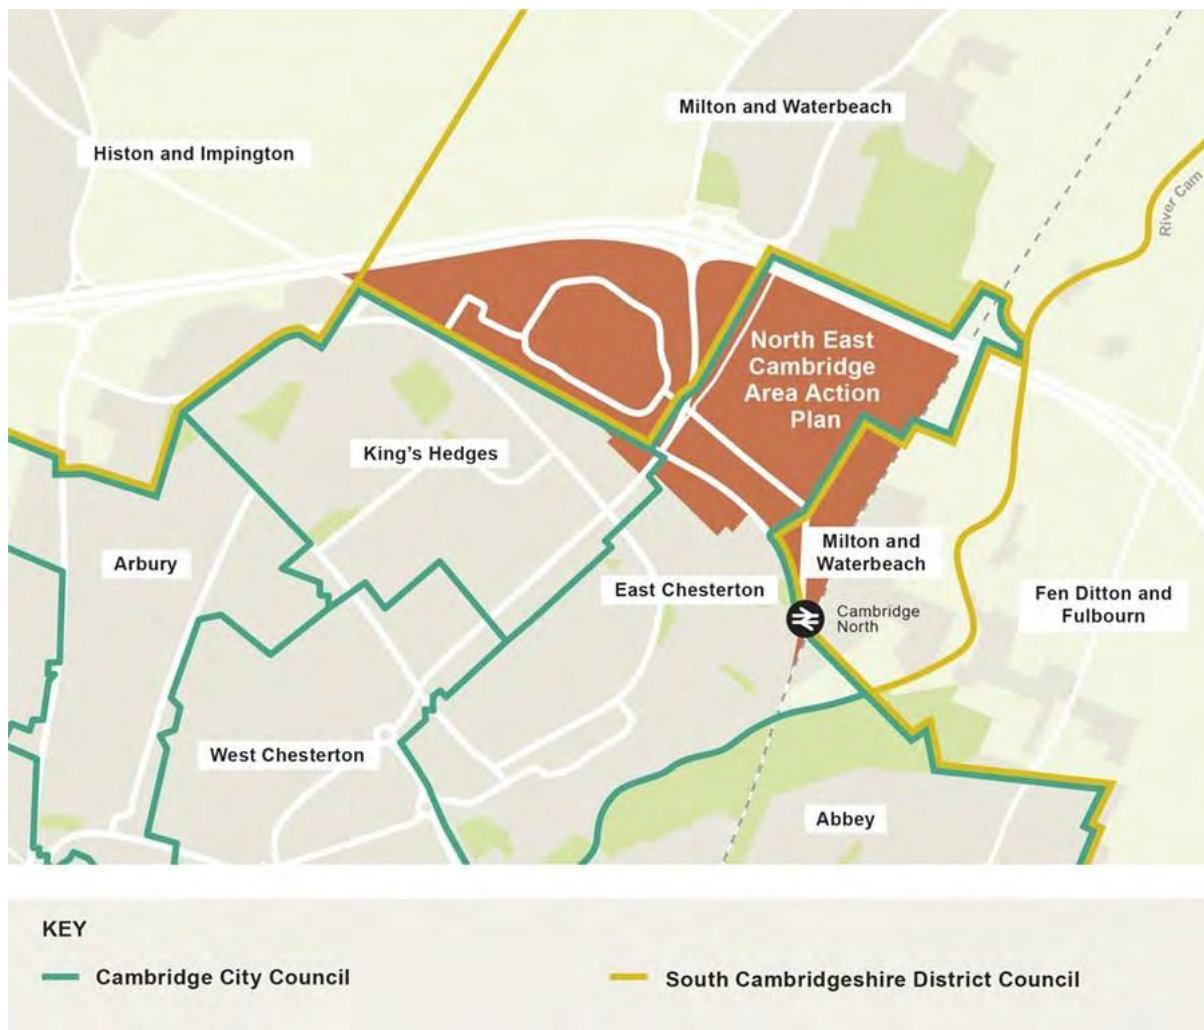 Milton and Waterbeach
Histon and Impington
River Cam
North East
Cambridge
Area Action
Plan
King's Hedges
Arbury
Milton and
Waterbeach
East Chesterton
Fen Ditton and
Fulbourn
Cambridge
North
West Chesterton
Abbey
KEY
Cambridge City Council
South Cambridgeshire District Council